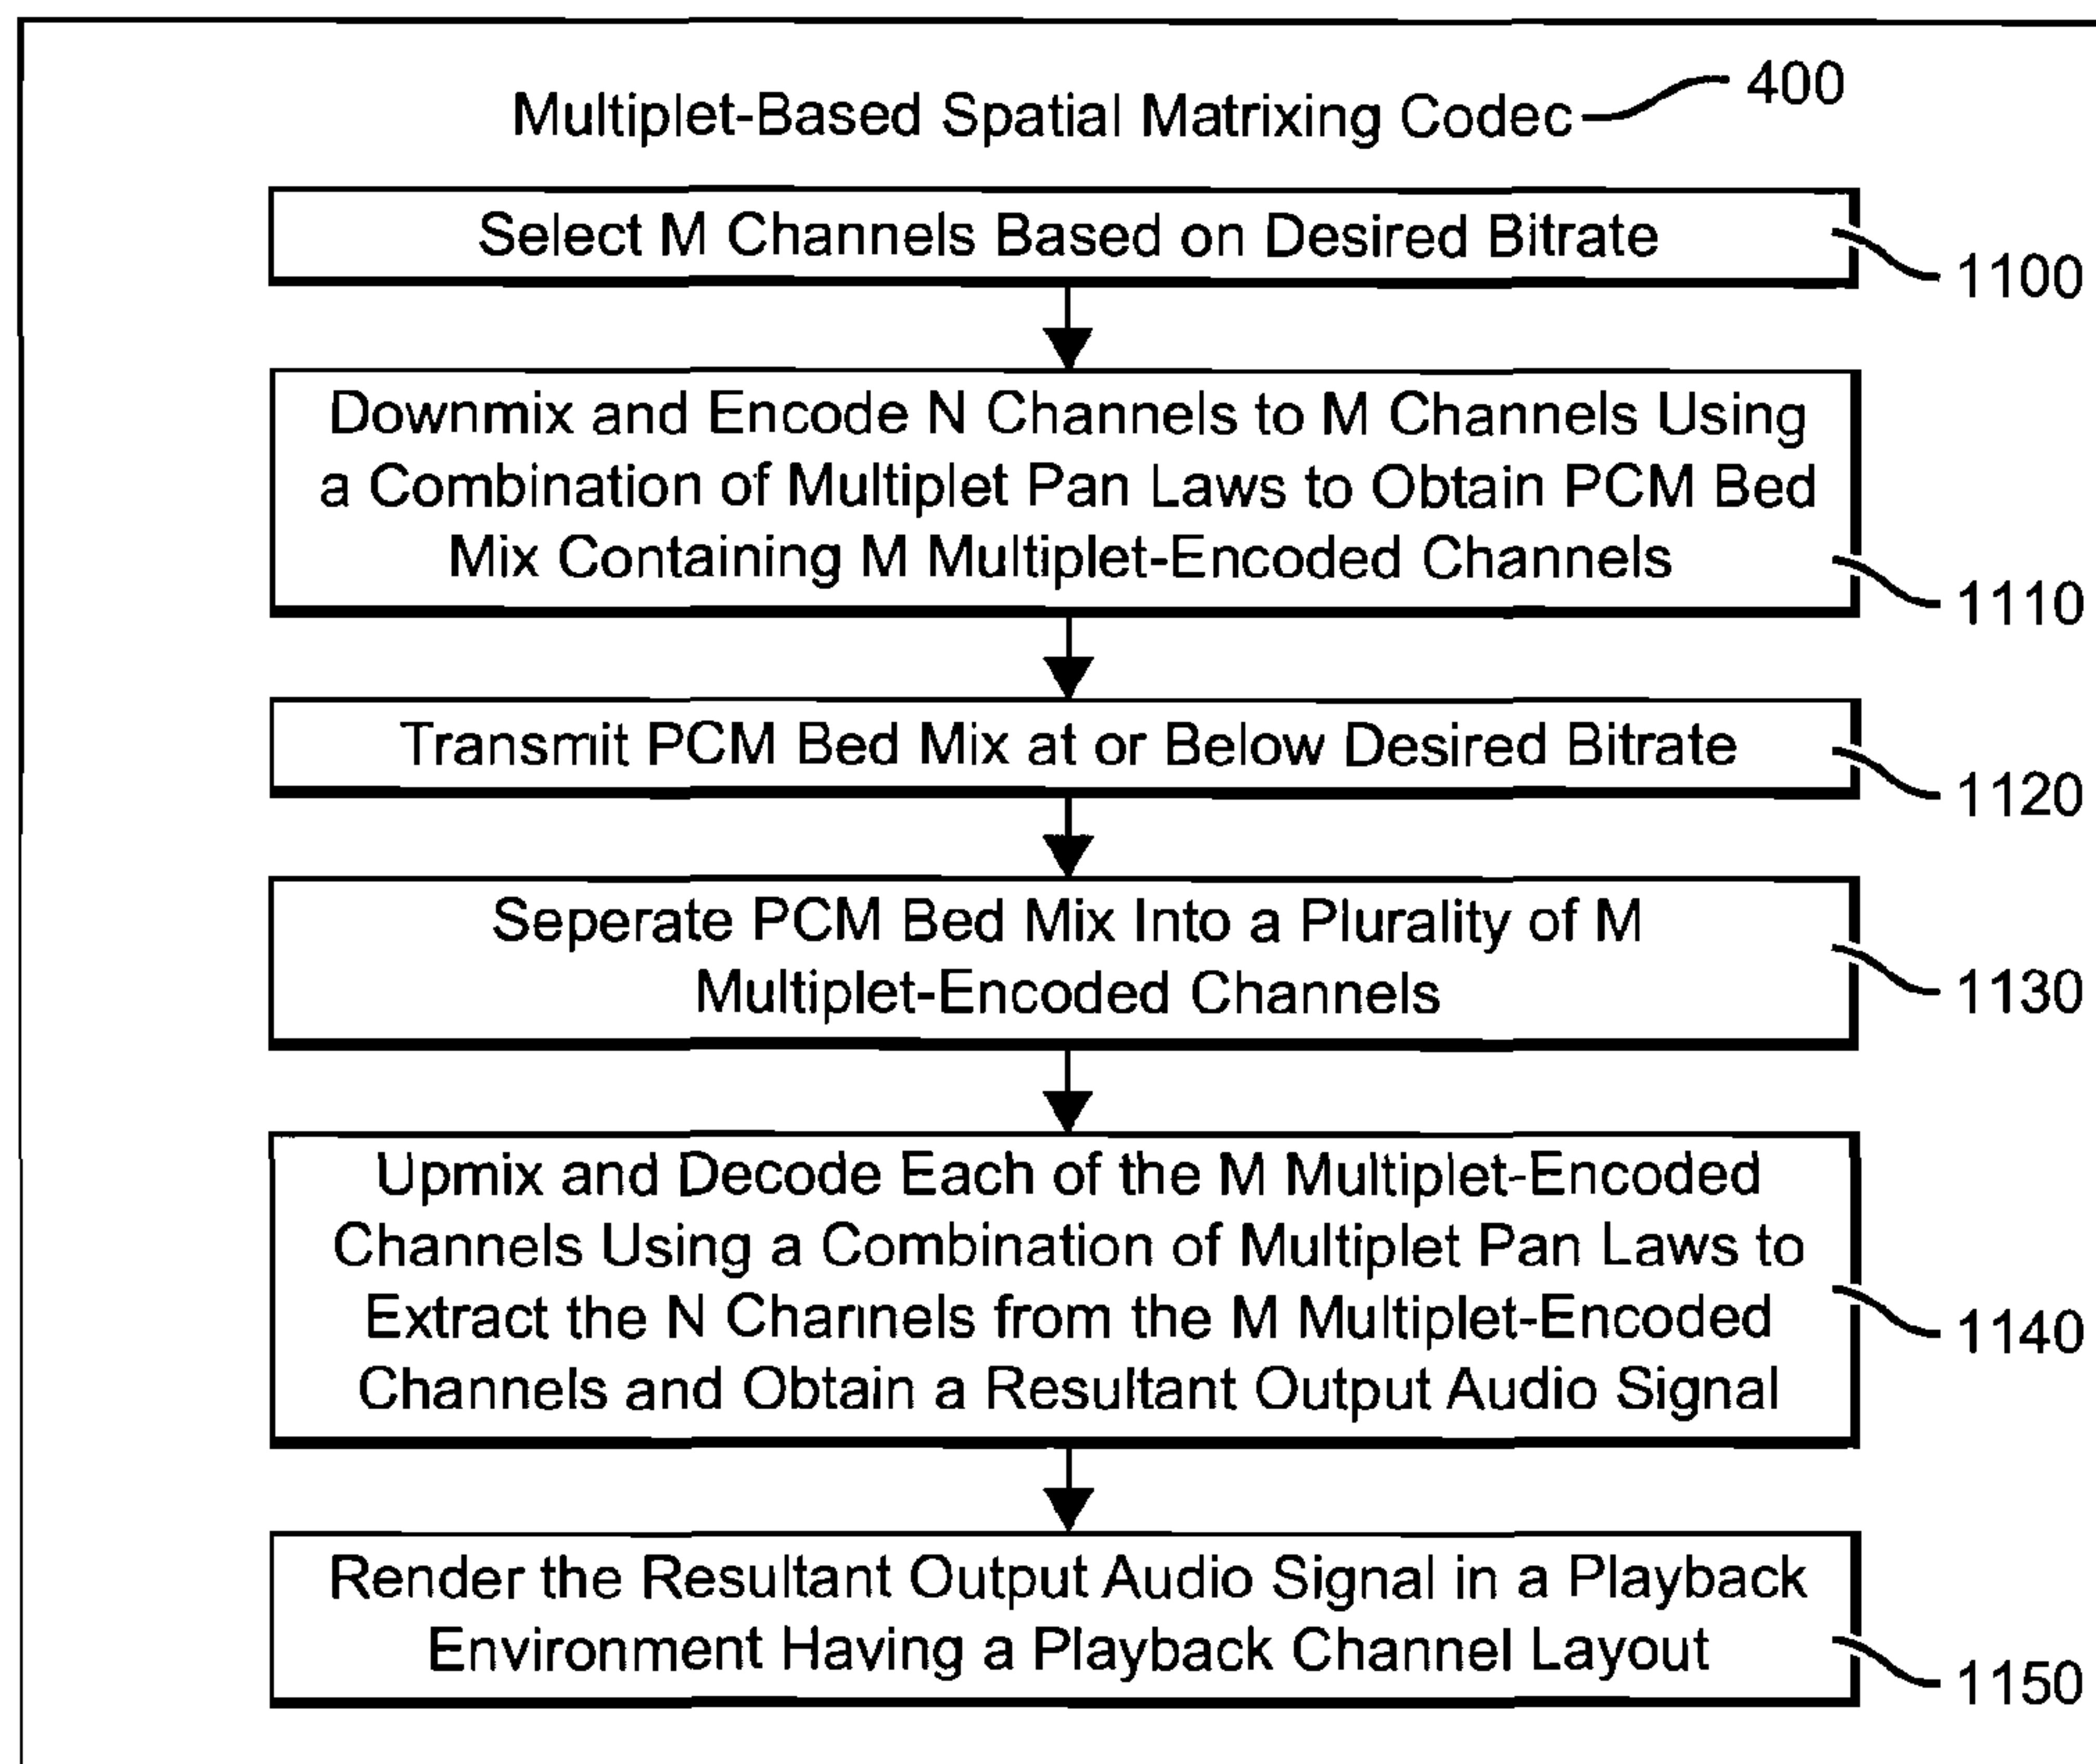 Multiplet-Based Spatial Matrixing Codec 400
Select M Channels Based on Desired Bitrate
1100
Downmix and Encode N Channels to M Channels Using
a Combination of Multiplet Pan Laws to Obtain PCM Bed
Mix Containing M Multiplet-Encoded Channels
1110
Transmit PCM Bed Mix at or Below Desired Bitrate
1120
Seperate PCM Bed Mix Into a Plurality of M
Multiplet-Encoded Channels
1130
Upmix and Decode Each of the M Multiplet-Encoded
Channels Using a Combination of Multiplet Pan Laws to
Extract the N Channels from the M Multiplet-Encoded
Channels and Obtain a Resultant Output Audio Signal
1140
Render the Resultant Output Audio Signal in a Playback
Environment Having a Playback Channel Layout
1150